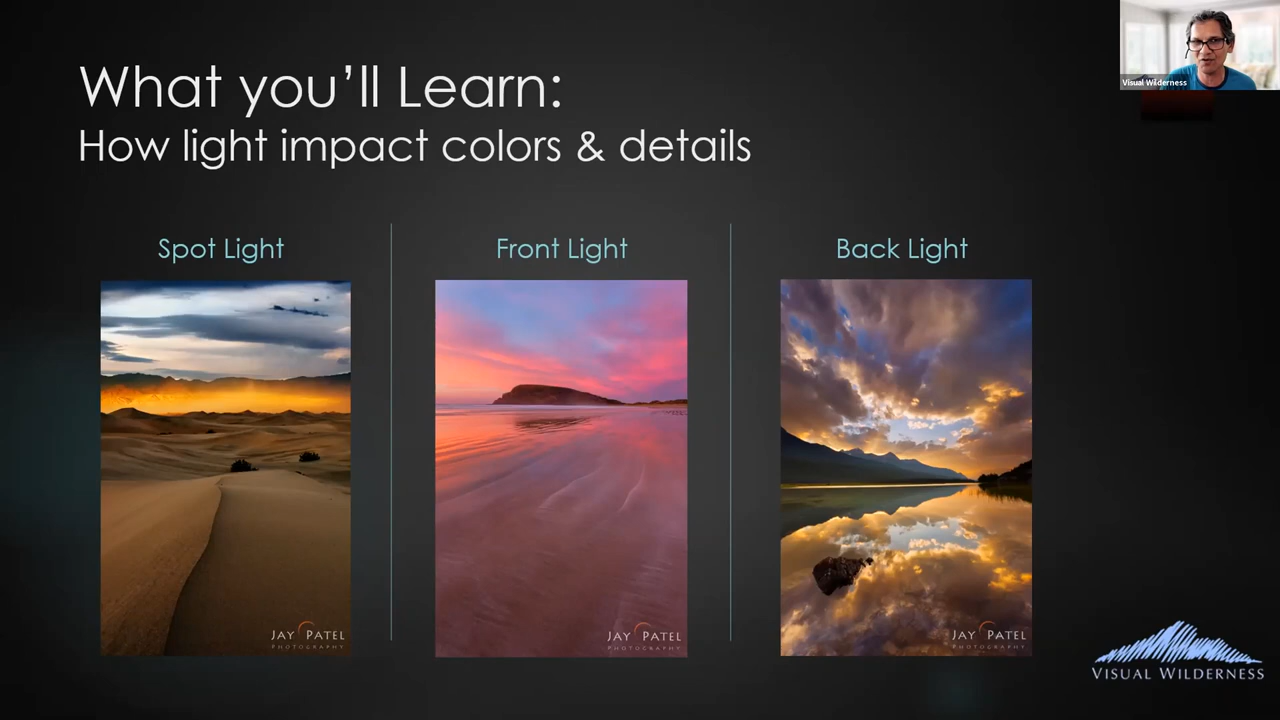 What you'll Learn:
How light impact colors & details
Visual Wilderness
Spot Light
Front Light
Back Light
JAY PATEL
PHOTOGRAPHY
JAY PATEL
PHOTOGRAPHY
JAY PATEL
PHOTOGRAPHY
VISUAL WILDERNESS